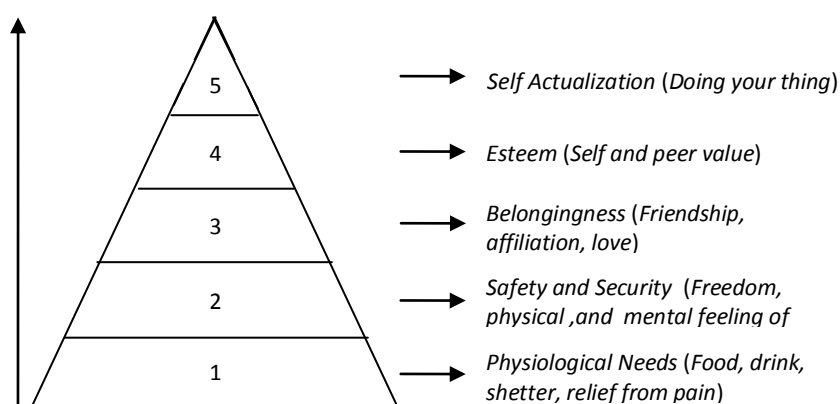 5
Self Actualization (Doing your thing)
4
Esteem (Self and peer value)
3
Belongingness (Friendship,
affiliation, love)
2
Safety and Security (Freedom,
physical ,and mental feeling of
1
Physiological Needs (Food, drink,
shetter, relief from pain)